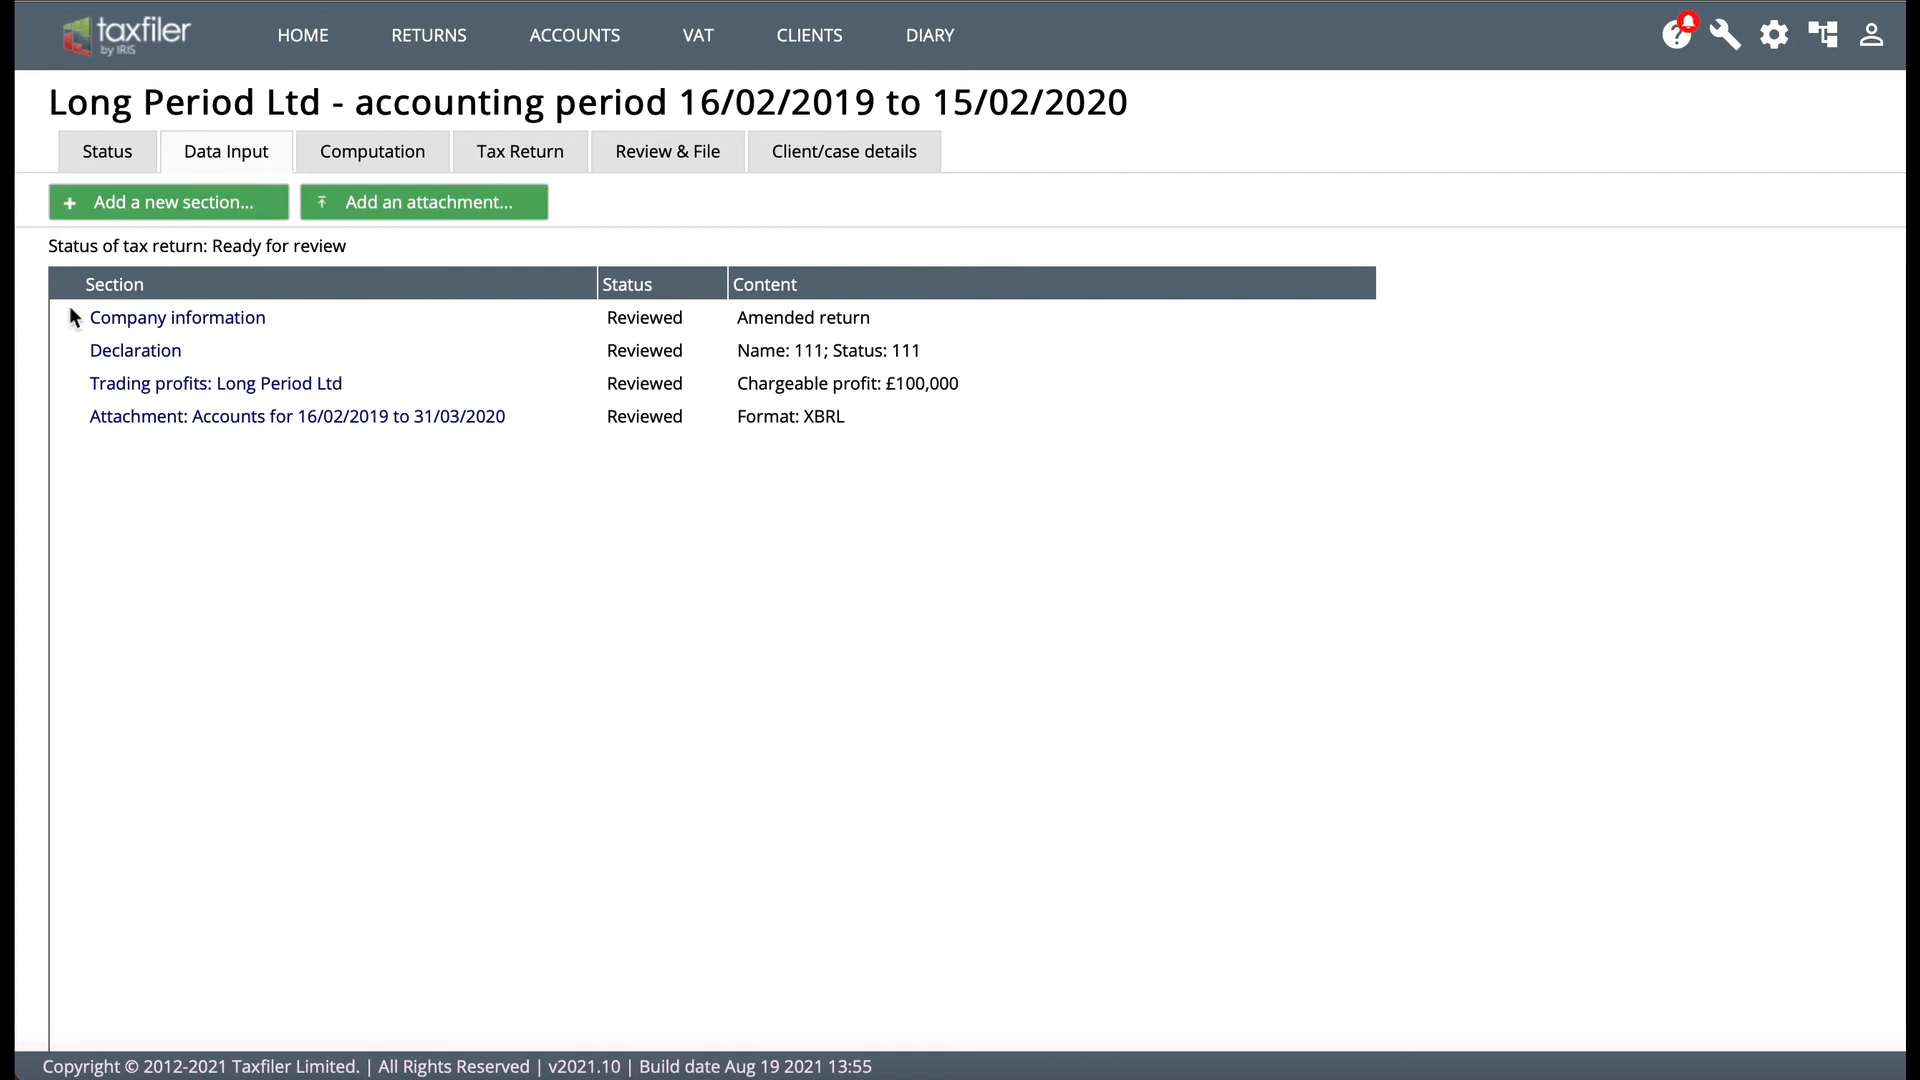 taxfiler
by IRIS
HOME RETURNS ACCOUNTS VAT CLIENTS DIARY
Long Period Ltd - accounting period 16/02/2019 to 15/02/2020
Status Data Input Computation Tax Return Review & File Client/case details
+ Add a new section... Add an attachment...
Status of tax return: Ready for review
Section Status Content
Company information Reviewed Amended return
Declaration Reviewed Name: 111; Status: 111
Trading profits: Long Period Ltd Reviewed Chargeable profit: £100,000
Attachment: Accounts for 16/02/2019 to 31/03/2020 Reviewed Format: XBRL
Copyright © 2012-2021 Taxfiler Limited. | All Rights Reserved | v2021.10 | Build date Aug 19 2021 13:55